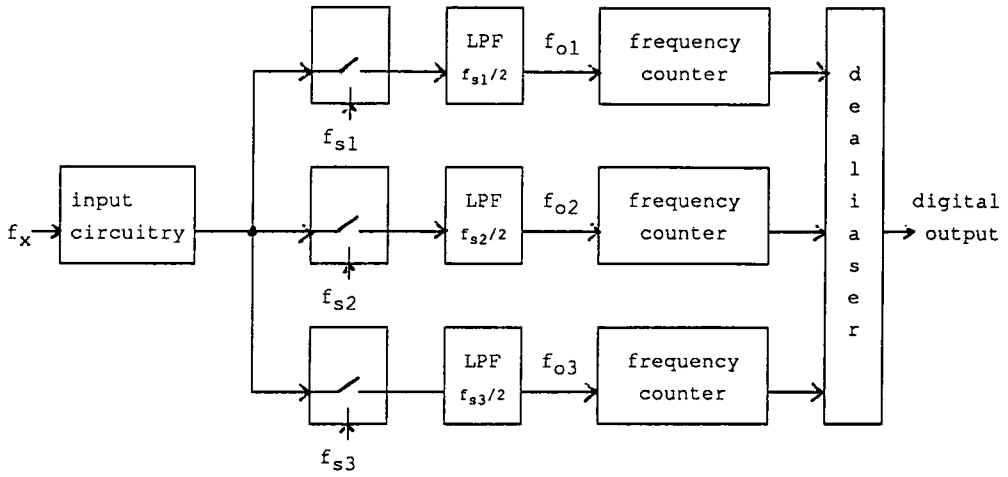 LPF
f_s1/2
f_o1
frequency
counter
f_s1
f_x
input
circuitry
LPF
f_s2/2
f_o2
frequency
counter
f_s2
LPF
f_s3/2
f_o3
frequency
counter
f_s3
dealiaser
digital
output